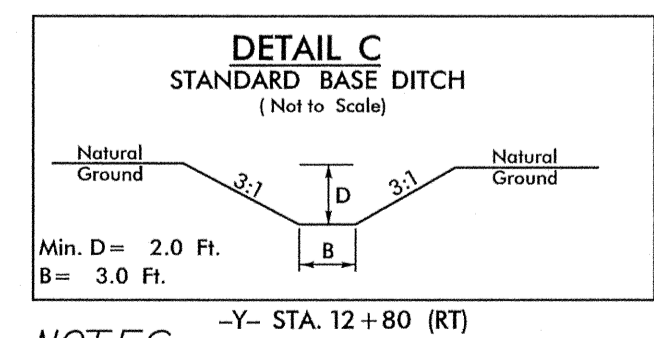 DETAIL C
STANDARD BASE DITCH
( Not to Scale)
Natural
Ground
3:1
D
3:1
Natural
Ground
Min. D= 2.0 Ft.
B= 3.0 Ft.
B
-Y- STA. 12+80 (RT)
NOTES